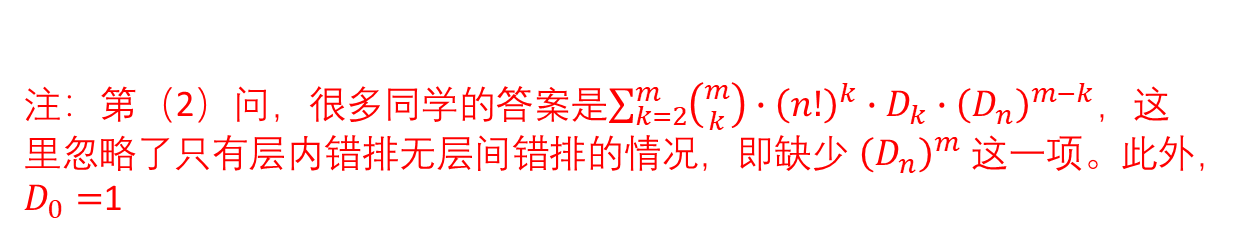 注：第（2）问，很多同学的答案是∑_{k=2}^{m} \binom{m}{k}·(n!)^k·D_k·(D_n)^{m−k}，这
里忽略了只有层内错排无层间错排的情况，即缺少 (D_n)^m 这一项。此外，
D_0 =1